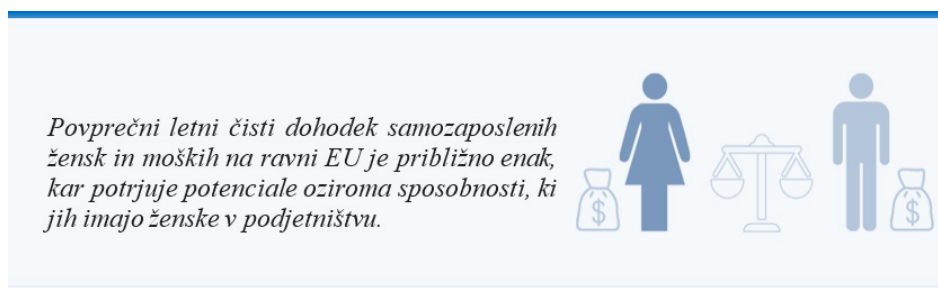 Povprečni letni čisti dohodek samozaposlenih
žensk in moških na ravni EU je približno enak,
kar potrjuje potenciale oziroma sposobnosti, ki
jih imajo ženske v podjetništvu.
$ $